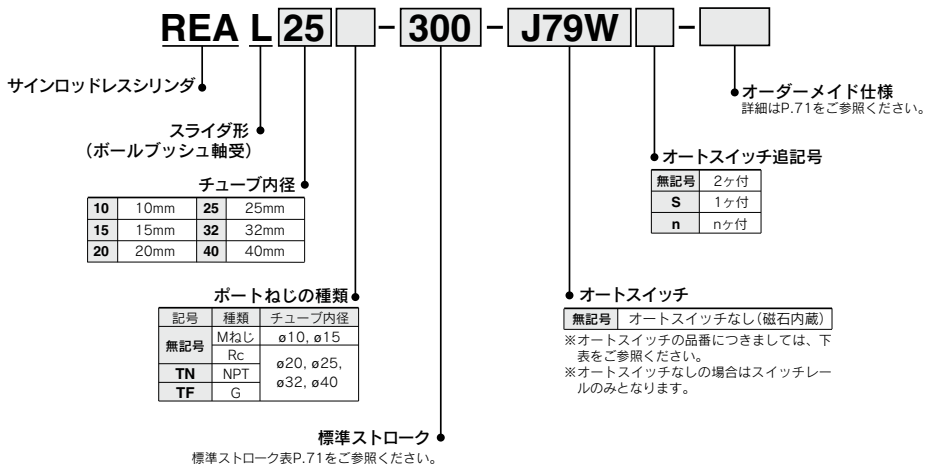 REA L 25 - 300 - J79W -
サインロッドレスシリンダ
スライダ形
（ボールブッシュ軸受）
チューブ内径
10 10mm 25 25mm
15 15mm 32 32mm
20 20mm 40 40mm
ポートねじの種類
記号 種類 チューブ内径
無記号 Mねじ ø10, ø15
Rc ø20, ø25,
TN NPT ø32, ø40
TF G
標準ストローク
標準ストローク表P.71をご参照ください。
オーダーメイド仕様
詳細はP.71をご参照ください。
オートスイッチ追記号
無記号 2ヶ付
S 1ヶ付
n nヶ付
オートスイッチ
無記号 オートスイッチなし(磁石内蔵)
※オートスイッチの品番につきましては、下
表をご参照ください。
※オートスイッチなしの場合はスイッチレー
ルのみとなります。